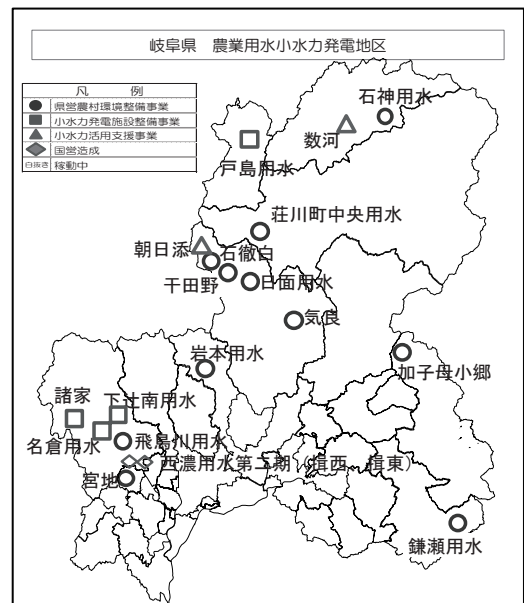 岐阜県 農業用水小水力発電地区
凡 例
県営農村環境整備事業
小水力発電施設整備事業
小水力活用支援事業
国営造成
白抜き 稼動中
石神用水
数河
戸島用水
荘川町中央用水
朝日添
石徹白
干田野
日面用水
気良
岩本用水
加子母小郷
諸家
下辻南用水
名倉用水
飛鳥川用水
西濃用水第二期(揖西、揖東)
宮地
鎌瀬用水